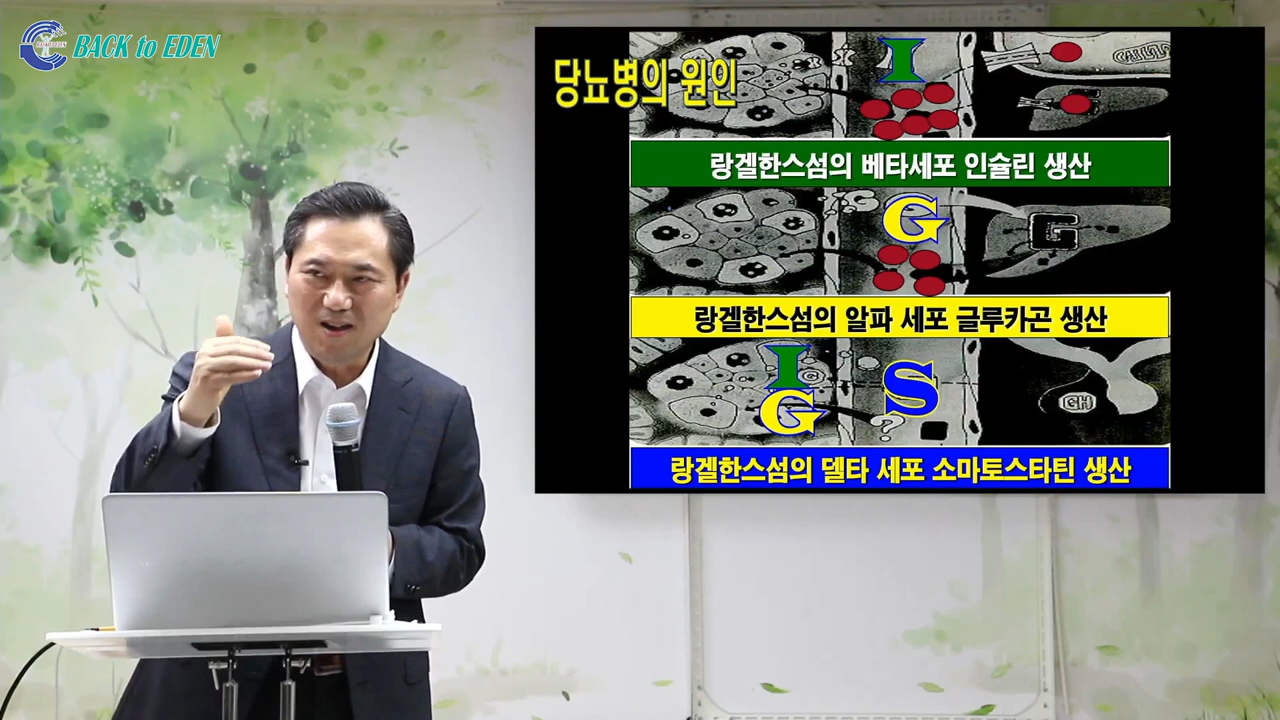 BACK to EDEN
당뇨병의 원인
I
랑겔한스섬의 베타세포 인슐린 생산
G
G
랑겔한스섬의 알파 세포 글루카곤 생산
I
G
S
?
GH
랑겔한스섬의 델타 세포 소마토스타틴 생산